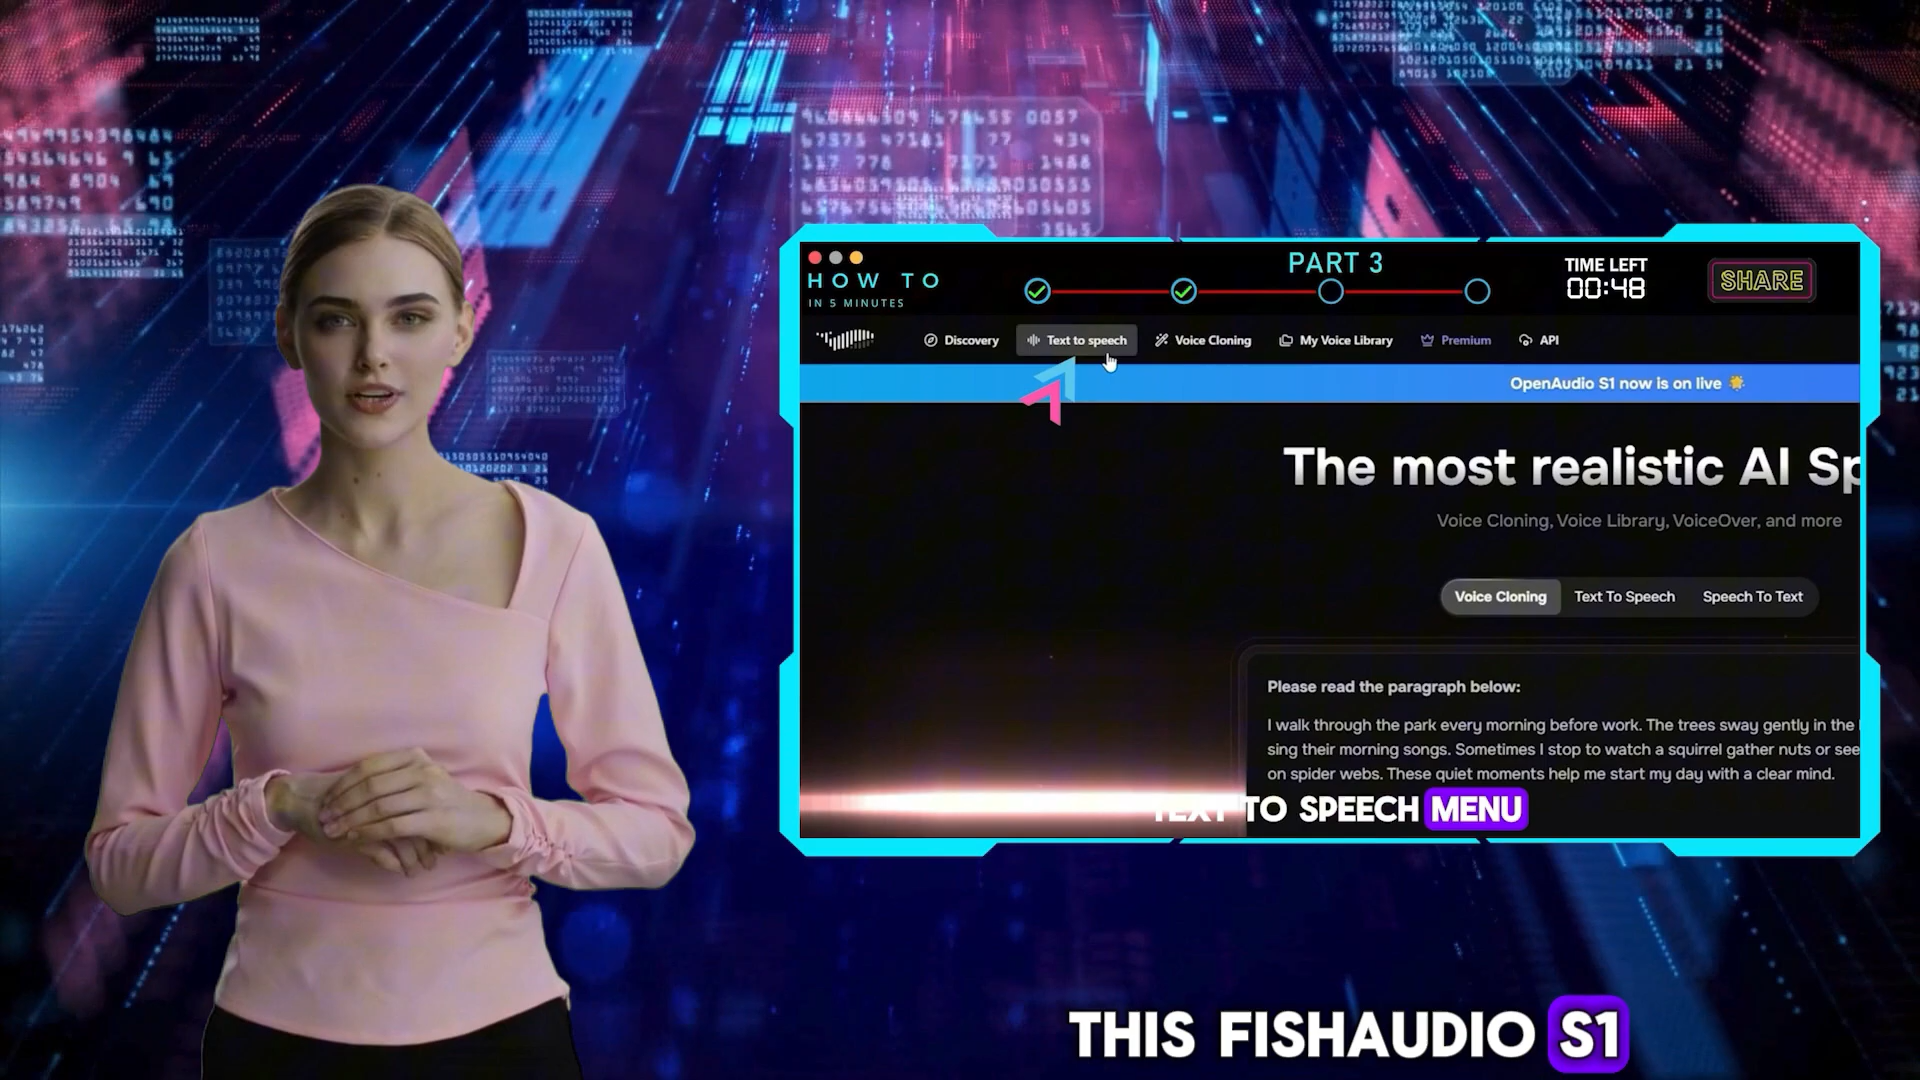 PART 3
HOW TO
IN 5 MINUTES
TIME LEFT
00:48
SHARE
Discovery
Text to speech
Voice Cloning
My Voice Library
Premium
API
OpenAudio S1 now is on live
The most realistic AI Sp
Voice Cloning, Voice Library, VoiceOver, and more
Voice Cloning
Text To Speech
Speech To Text
Please read the paragraph below:
I walk through the park every morning before work. The trees sway gently in the
sing their morning songs. Sometimes I stop to watch a squirrel gather nuts or see
on spider webs. These quiet moments help me start my day with a clear mind.
TEXT TO SPEECH MENU
THIS FISHAUDIO S1